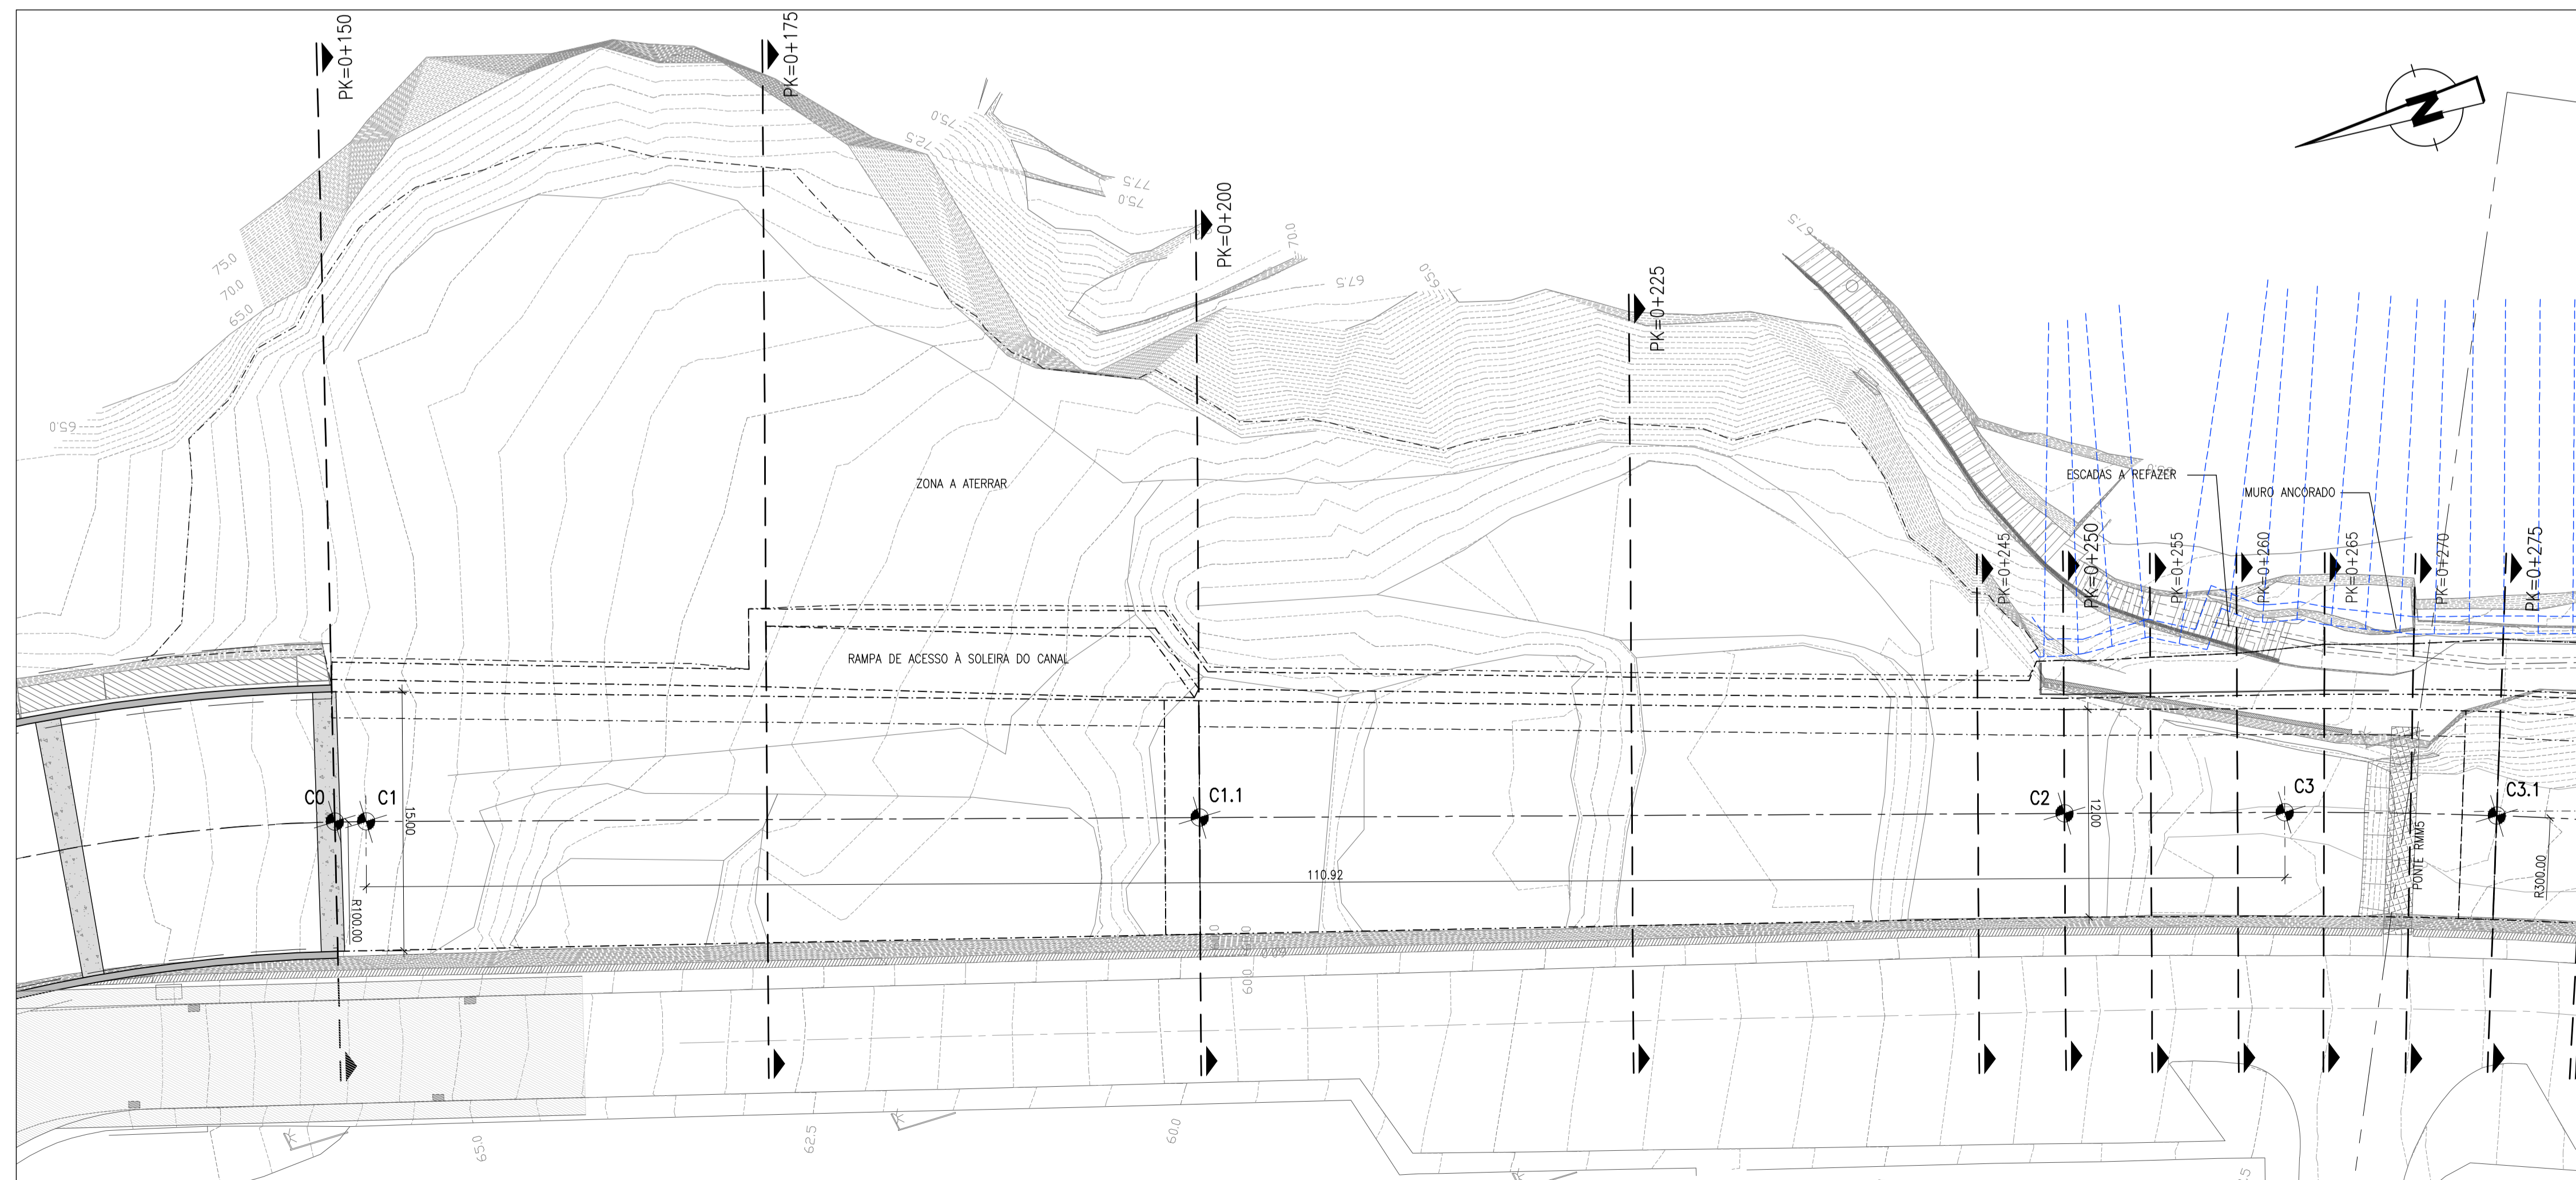 PK=0+150
PK=0+175
PK=0+200
PK=0+225
PK=0+245
PK=0+250
PK=0+255
PK=0+260
PK=0+265
PK=0+270
PK=0+275
N
75.0
72.5
77.5
75.0
70.0
67.5
65.0
67.5
75.0
70.0
65.0
65.0
ZONA A ATERRAR
ESCADAS A REFAZER
MURO ANCORADO
RAMPA DE ACESSO À SOLEIRA DO CANAL
C0
C1
C1.1
C2
C3
C3.1
15.00
12.00
110.92
R100.00
R300.00
PONTE RMM5
60.0
65.0
62.5
60.0